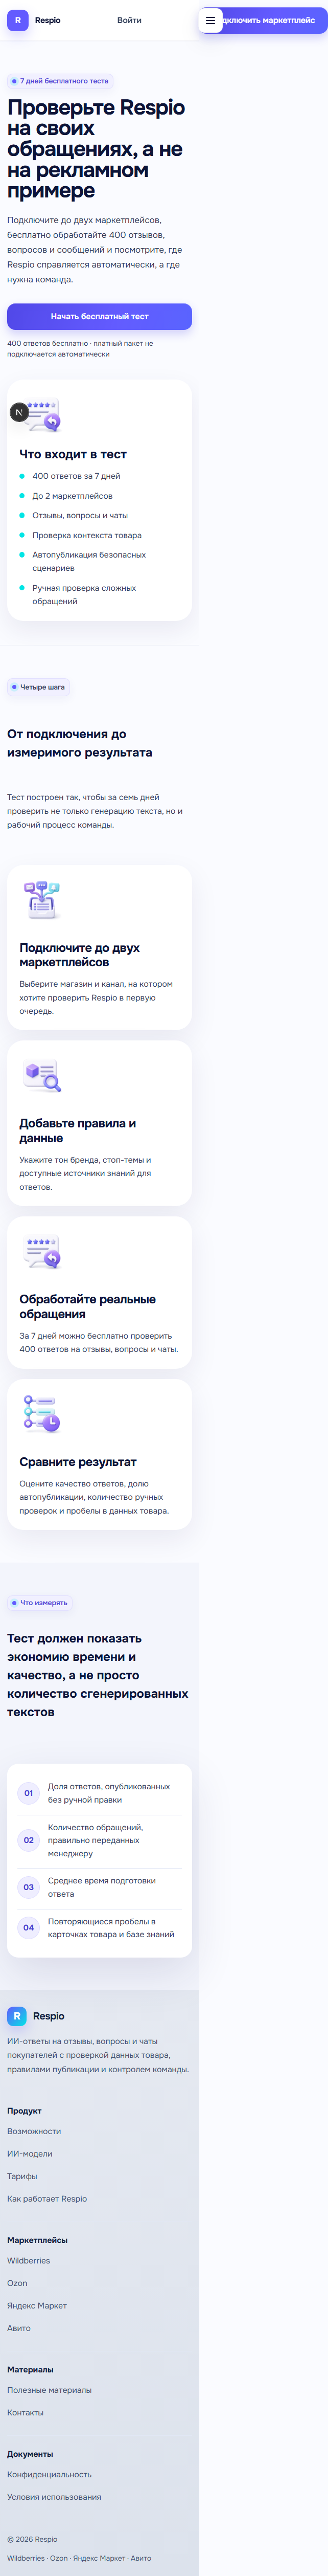 R Respio
Войти
дключить маркетплейс
7 дней бесплатного теста
Проверьте Respio
на своих
обращениях, а не
на рекламном
примере
Подключите до двух маркетплейсов,
бесплатно обработайте 400 отзывов,
вопросов и сообщений и посмотрите, где
Respio справляется автоматически, а где
нужна команда.
Начать бесплатный тест
400 ответов бесплатно · платный пакет не
подключается автоматически
N
Что входит в тест
400 ответов за 7 дней
До 2 маркетплейсов
Отзывы, вопросы и чаты
Проверка контекста товара
Автопубликация безопасных
сценариев
Ручная проверка сложных
обращений
Четыре шага
От подключения до
измеримого результата
Тест построен так, чтобы за семь дней
проверить не только генерацию текста, но и
рабочий процесс команды.
Подключите до двух
маркетплейсов
Выберите магазин и канал, на котором
хотите проверить Respio в первую
очередь.
Добавьте правила и
данные
Укажите тон бренда, стоп-темы и
доступные источники знаний для
ответов.
Обработайте реальные
обращения
За 7 дней можно бесплатно проверить
400 ответов на отзывы, вопросы и чаты.
Сравните результат
Оцените качество ответов, долю
автопубликации, количество ручных
проверок и пробелы в данных товара.
Что измерять
Тест должен показать
экономию времени и
качество, а не просто
количество сгенерированных
текстов
01 Доля ответов, опубликованных
без ручной правки
02 Количество обращений,
правильно переданных
менеджеру
03 Среднее время подготовки
ответа
04 Повторяющиеся пробелы в
карточках товара и базе знаний
R Respio
ИИ-ответы на отзывы, вопросы и чаты
покупателей с проверкой данных товара,
правилами публикации и контролем команды.
Продукт
Возможности
ИИ-модели
Тарифы
Как работает Respio
Маркетплейсы
Wildberries
Ozon
Яндекс Маркет
Авито
Материалы
Полезные материалы
Контакты
Документы
Конфиденциальность
Условия использования
© 2026 Respio
Wildberries · Ozon · Яндекс Маркет · Авито